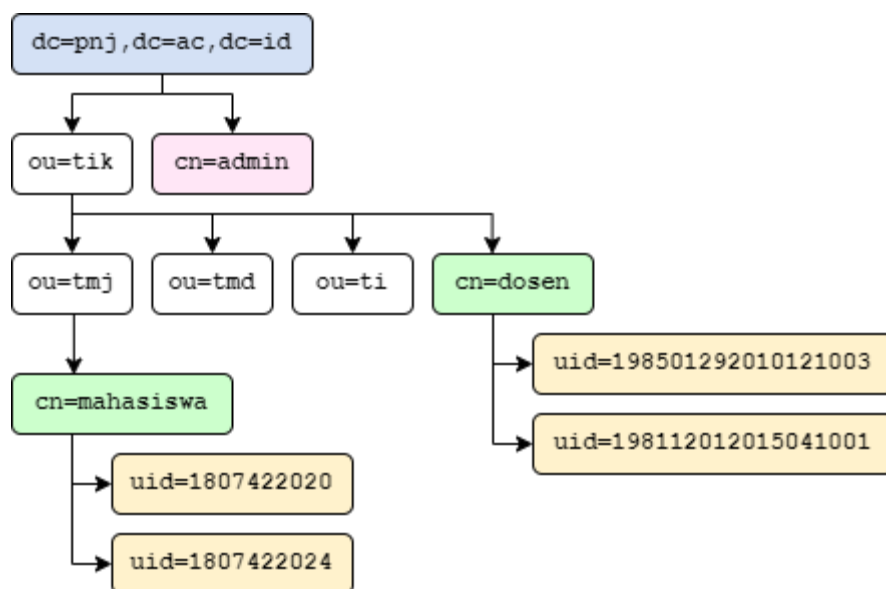 dc=pnj,dc=ac,dc=id
ou=tik
cn=admin
ou=tmj
ou=tmd
ou=ti
cn=dosen
uid=198501292010121003
uid=198112012015041001
cn=mahasiswa
uid=1807422020
uid=1807422024